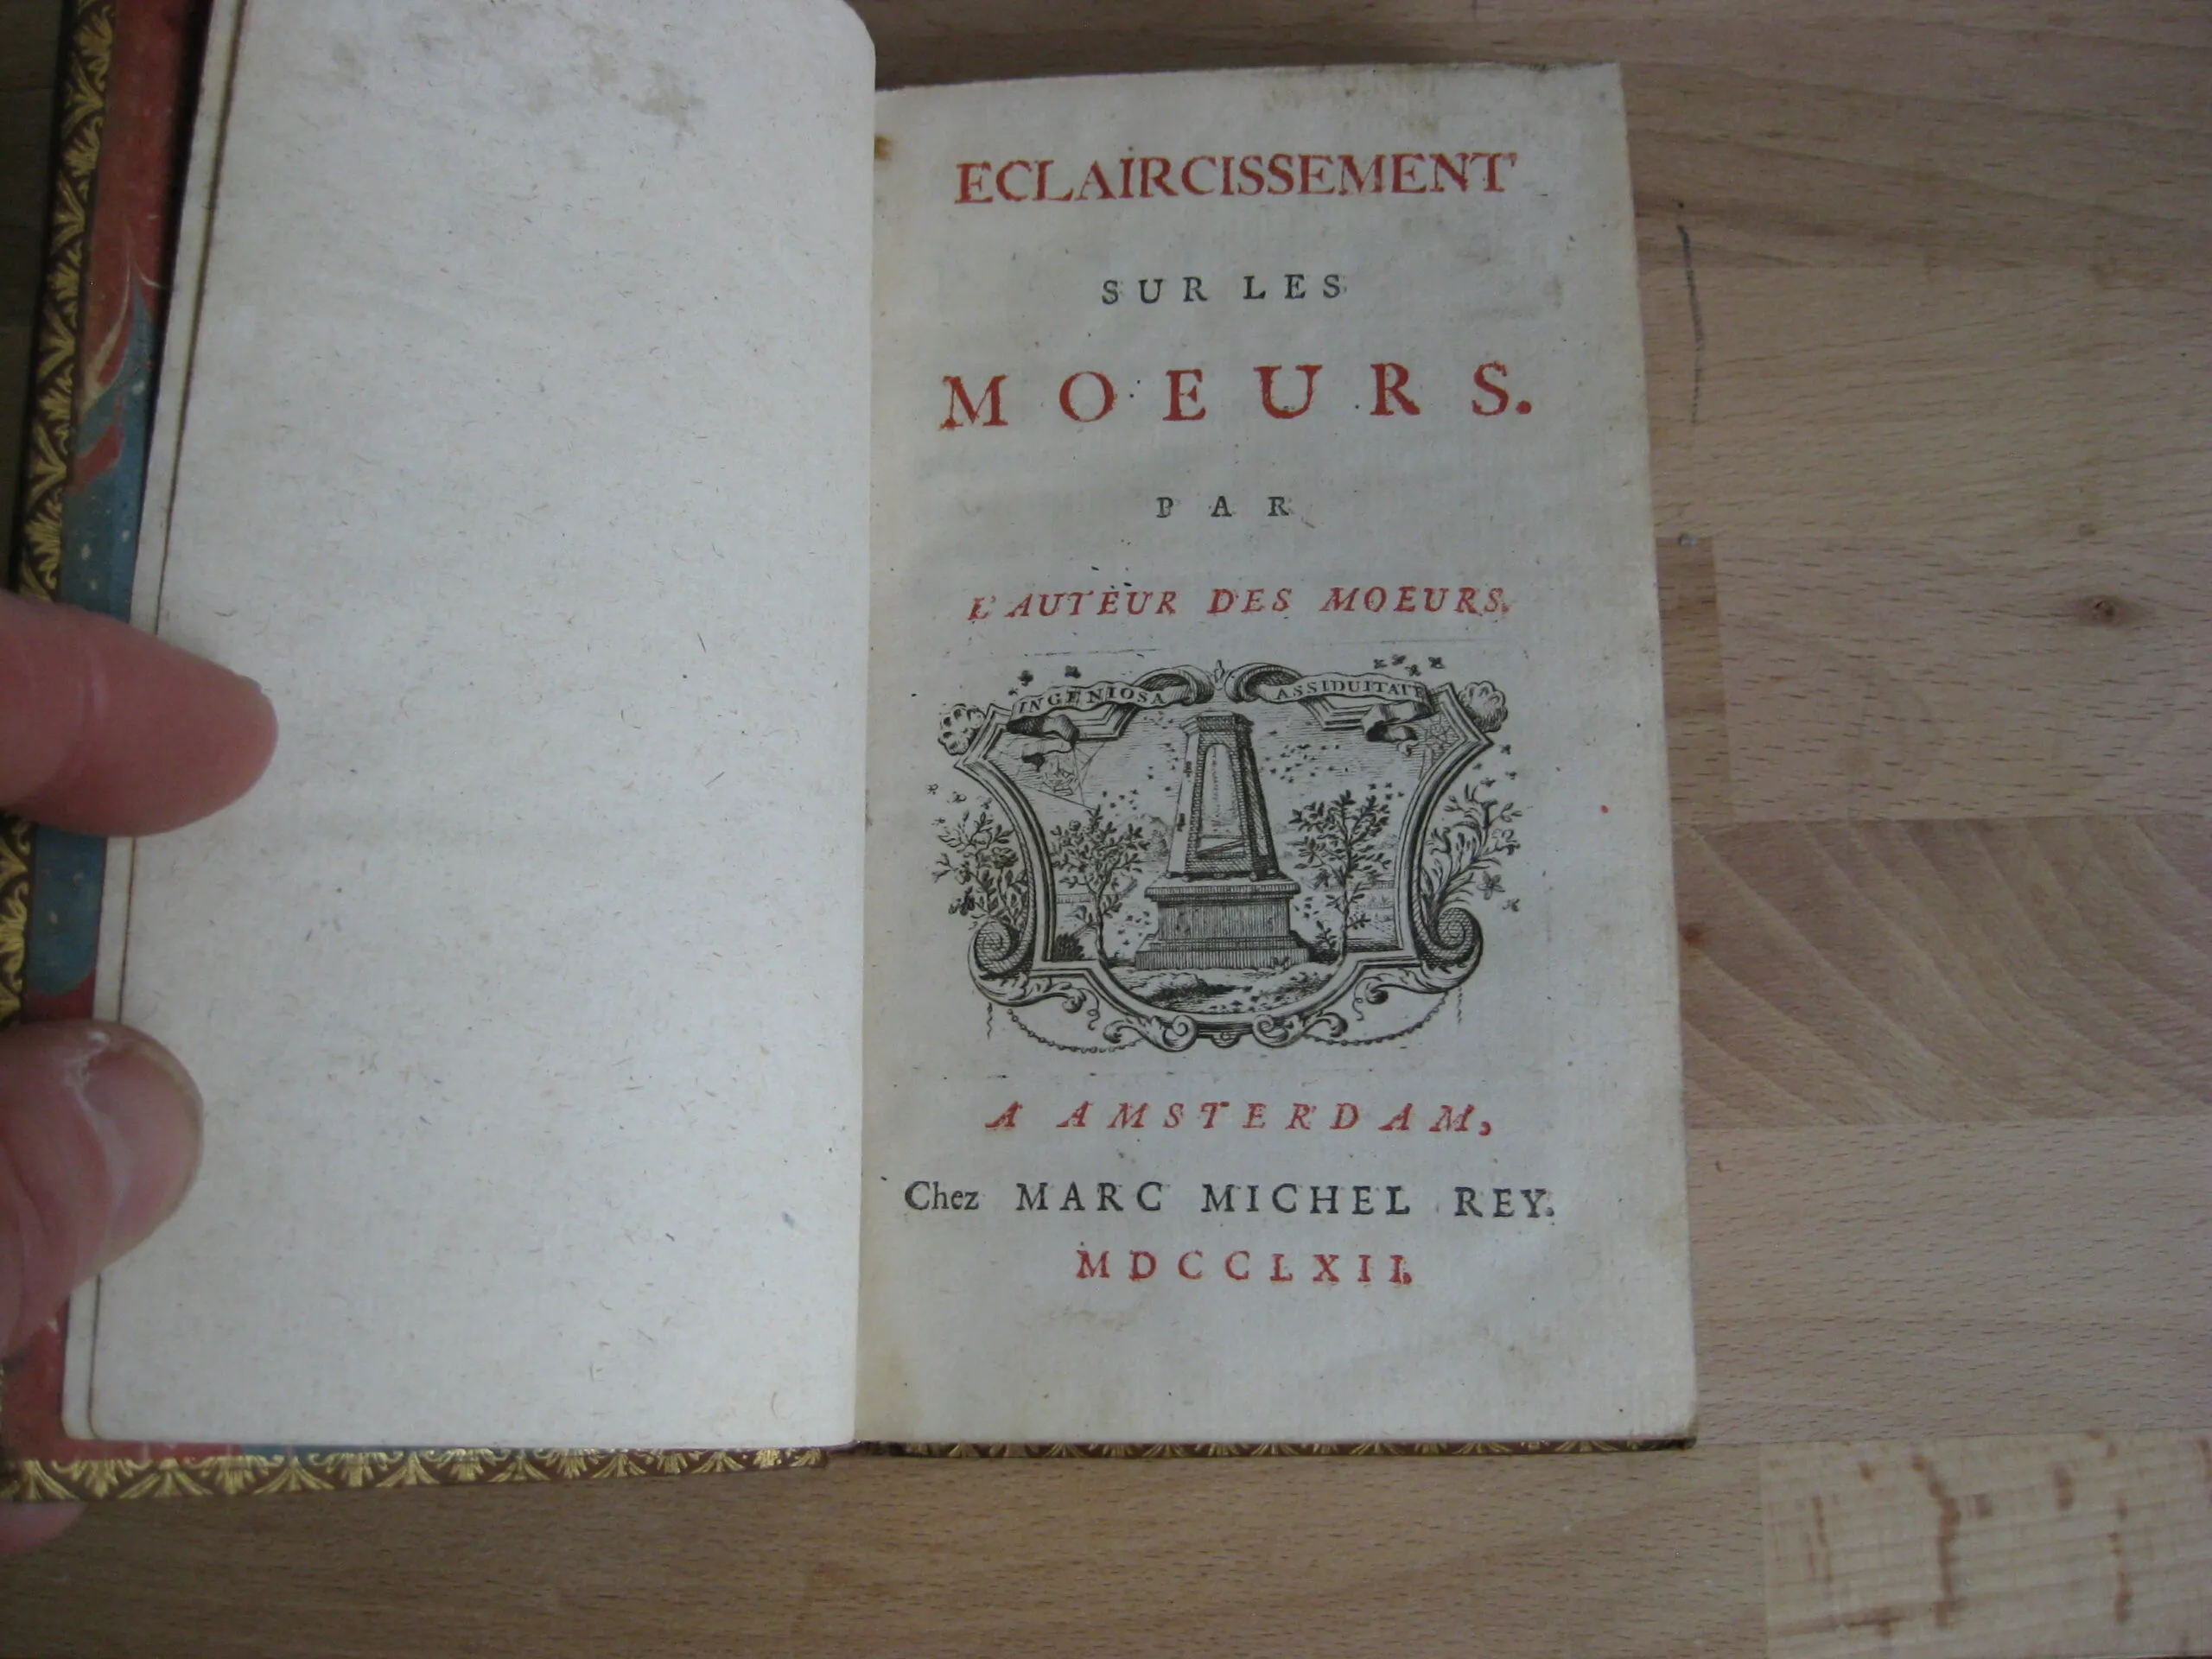 ECLAIRCISSEMENT
SUR LES
MOEURS.
PAR
L'AUTEUR DES MOEURS.
INGENIOSA ASSIDUITATE
A AMSTERDAM,
Chez MARC MICHEL REY.
MDCCLXII.